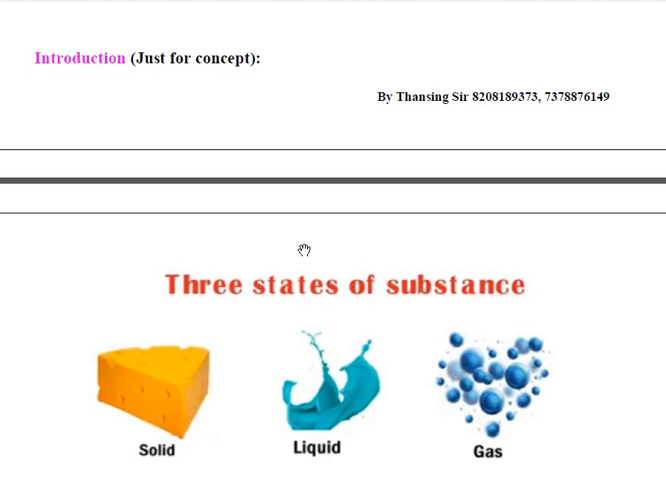 Introduction (Just for concept):
By Thansing Sir 8208189373, 7378876149
Three states of substance
Solid
Liquid
Gas